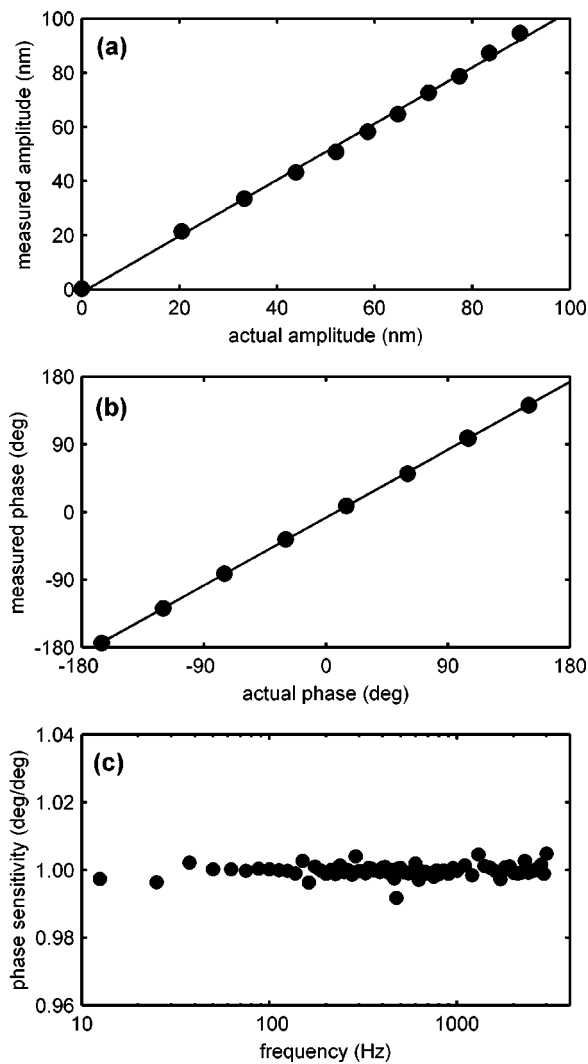 (a)
measured amplitude (nm)
100
80
60
40
20
0
0 20 40 60 80 100
actual amplitude (nm)
(b)
measured phase (deg)
180
90
0
-90
-180
-180 -90 0 90 180
actual phase (deg)
(c)
phase sensitivity (deg/deg)
1.04
1.02
1.00
0.98
0.96
10 100 1000
frequency (Hz)